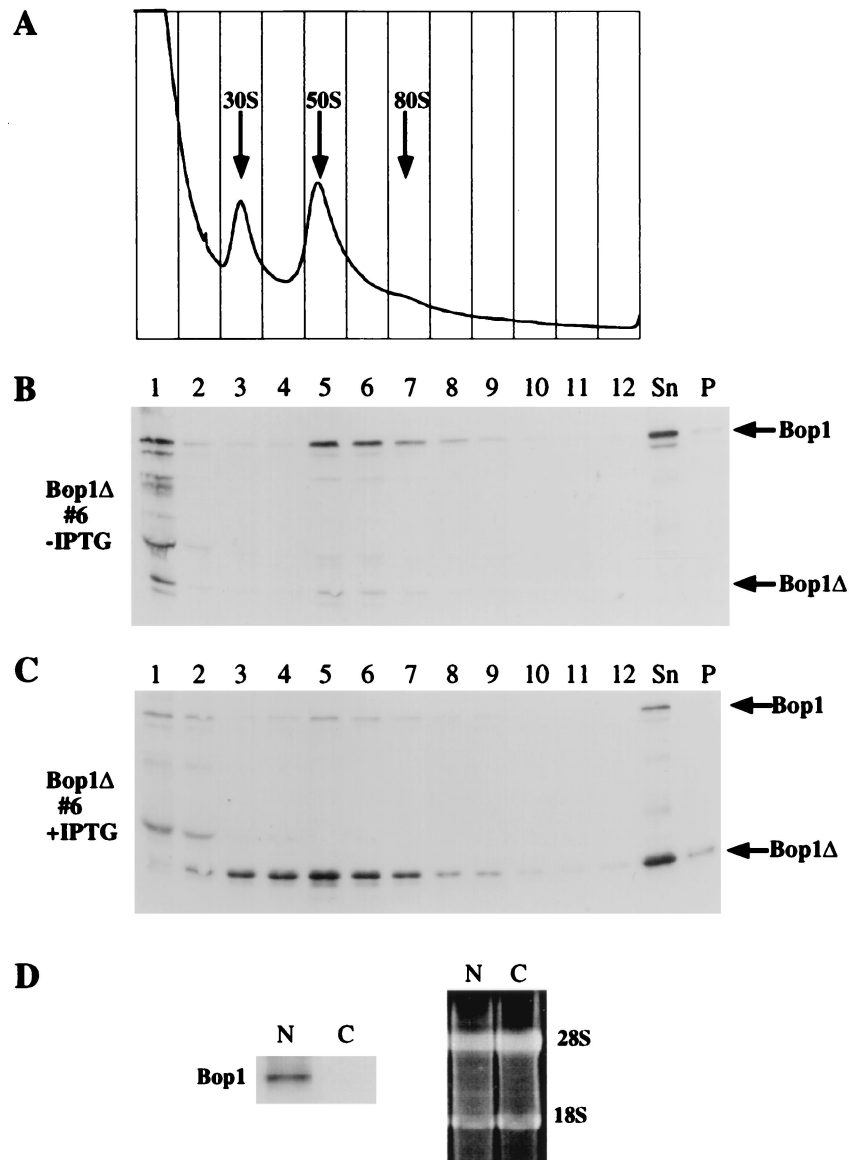 A
30S 50S 80S
B
1 2 3 4 5 6 7 8 9 10 11 12 Sn P
Bop1
Bop1Δ
#6
-IPTG
Bop1Δ
C
1 2 3 4 5 6 7 8 9 10 11 12 Sn P
Bop1
Bop1Δ
#6
+IPTG
Bop1Δ
D
N C
Bop1
N C
28S
18S